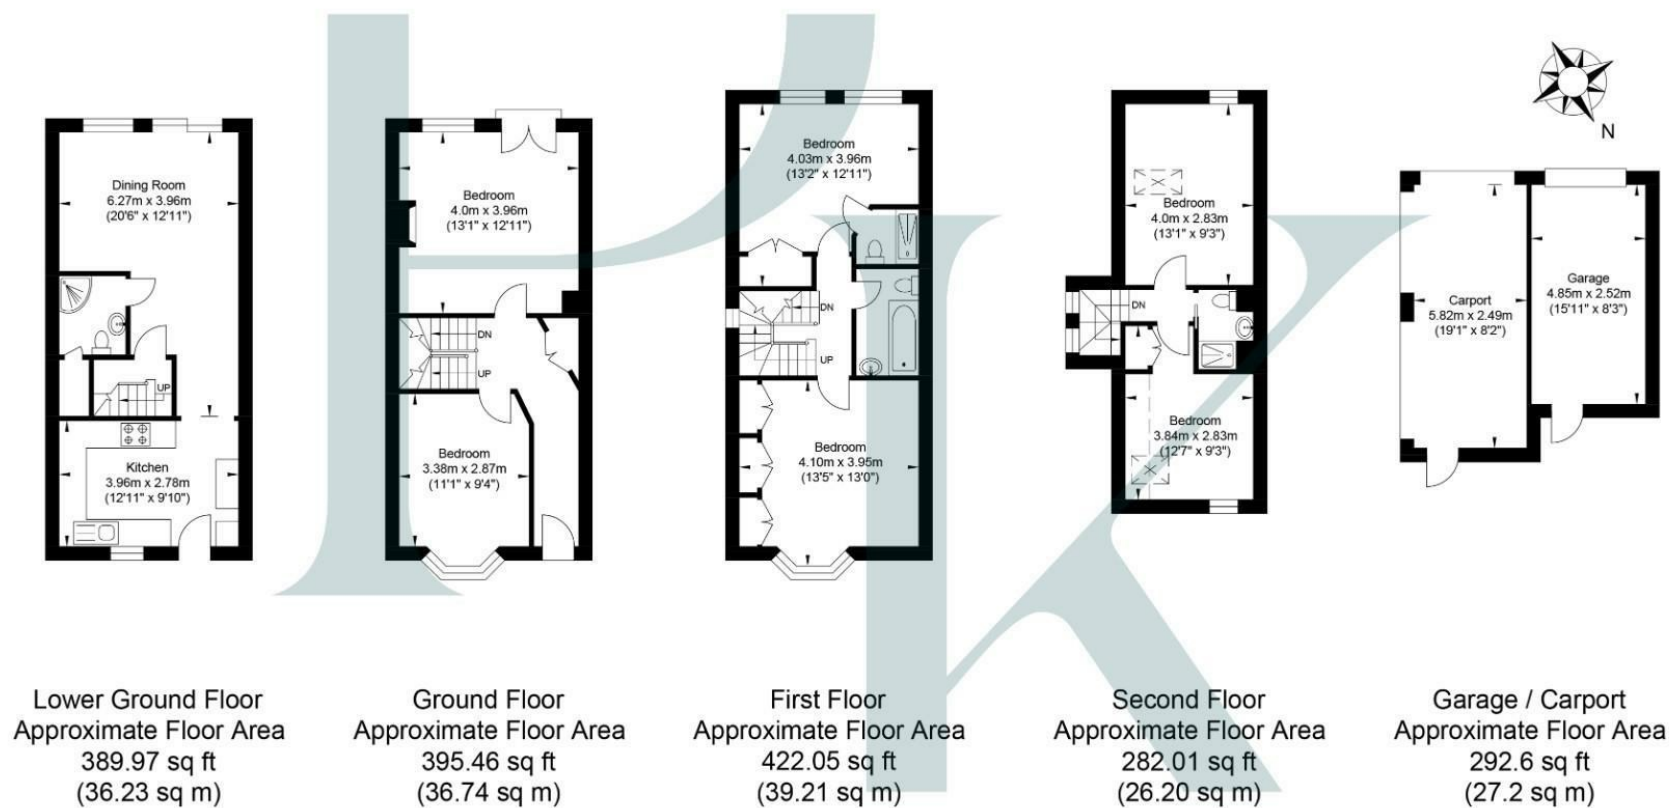 Dining Room
6.27m x 3.96m
(20'6" x 12'11")
UP
Kitchen
3.96m x 2.78m
(12'11" x 9'10")
Lower Ground Floor
Approximate Floor Area
389.97 sq ft
(36.23 sq m)
Bedroom
4.0m x 3.96m
(13'1" x 12'11")
DN
UP
Bedroom
3.38m x 2.87m
(11'1" x 9'4")
Ground Floor
Approximate Floor Area
395.46 sq ft
(36.74 sq m)
Bedroom
4.03m x 3.96m
(13'2" x 12'11")
DN
UP
Bedroom
4.10m x 3.95m
(13'5" x 13'0")
First Floor
Approximate Floor Area
422.05 sq ft
(39.21 sq m)
Bedroom
4.0m x 2.83m
(13'1" x 9'3")
DN
Bedroom
3.84m x 2.83m
(12'7" x 9'3")
Second Floor
Approximate Floor Area
282.01 sq ft
(26.20 sq m)
N
Carport
5.82m x 2.49m
(19'1" x 8'2")
Garage
4.85m x 2.52m
(15'11" x 8'3")
Garage / Carport
Approximate Floor Area
292.6 sq ft
(27.2 sq m)